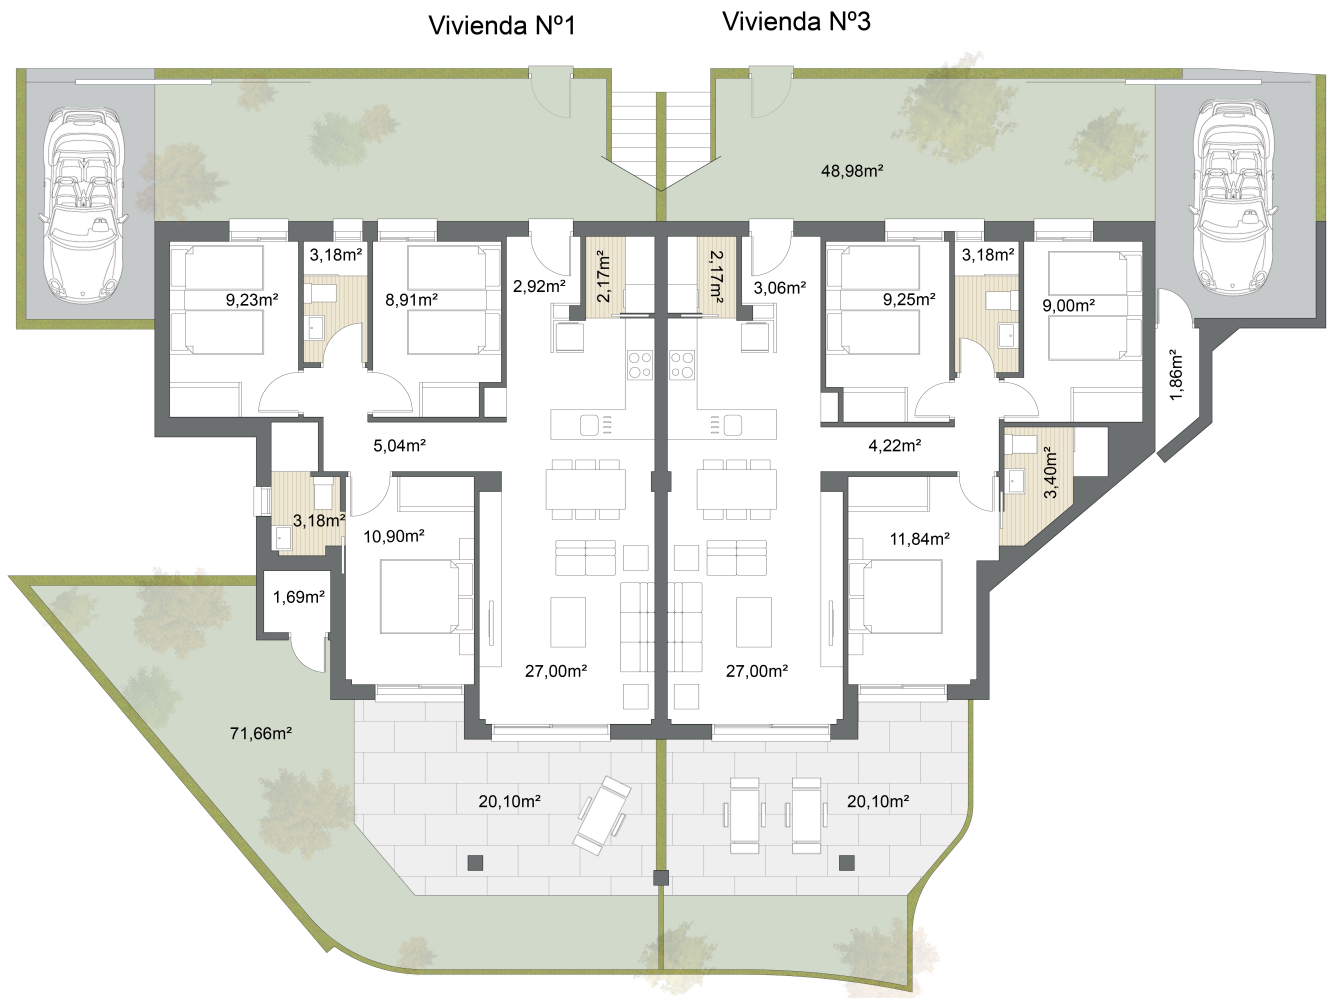 Vivienda Nº1
Vivienda Nº3
48,98m²
3,18m²
2,17m²
2,17m²
3,18m²
9,23m²
8,91m²
2,92m²
3,06m²
9,25m²
9,00m²
1,86m²
5,04m²
4,22m²
3,40m²
3,18m²
10,90m²
11,84m²
1,69m²
27,00m²
27,00m²
71,66m²
20,10m²
20,10m²